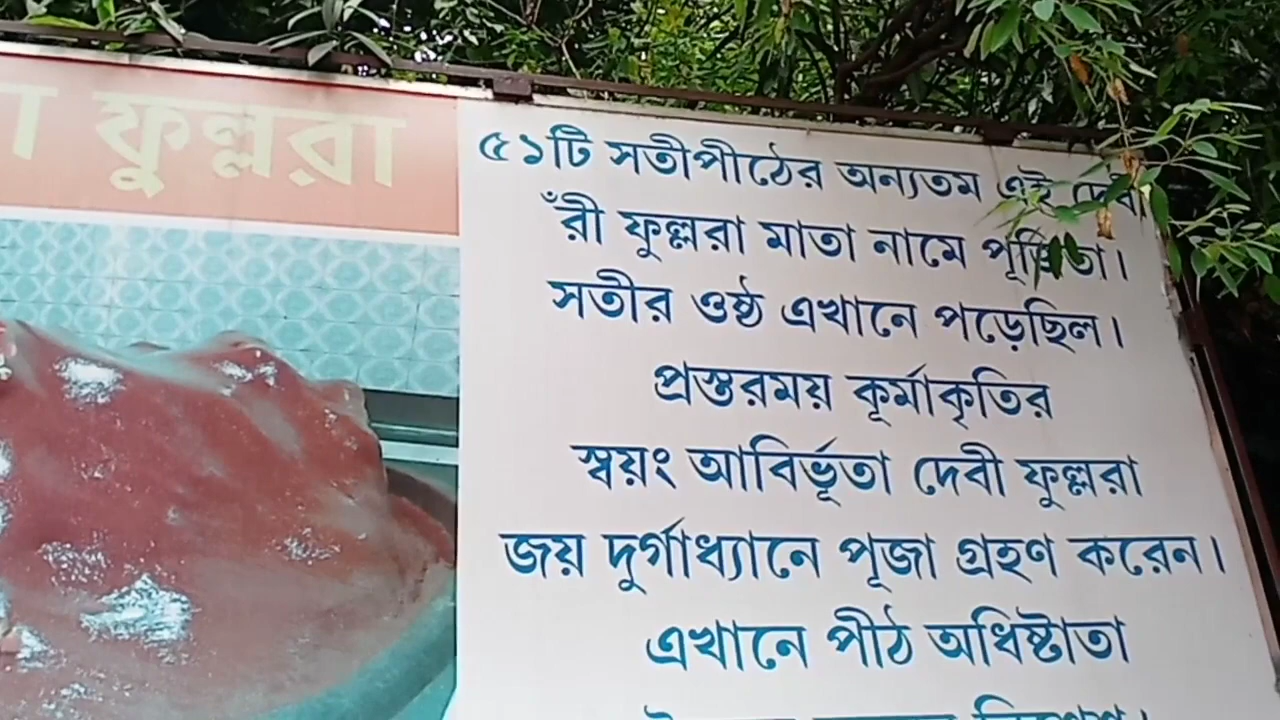 ফুল্লরা
৫১টি সতীপীঠের অন্যতম এই দেবী
শ্রী ফুল্লরা মাতা নামে পূজিতা।
সতীর ওষ্ঠ এখানে পড়েছিল।
প্রস্তরময় কূর্মাকৃতির
স্বয়ং আবির্ভূতা দেবী ফুল্লরা
জয় দুর্গাধ্যানে পূজা গ্রহণ করেন।
এখানে পীঠ অধিষ্টাতা